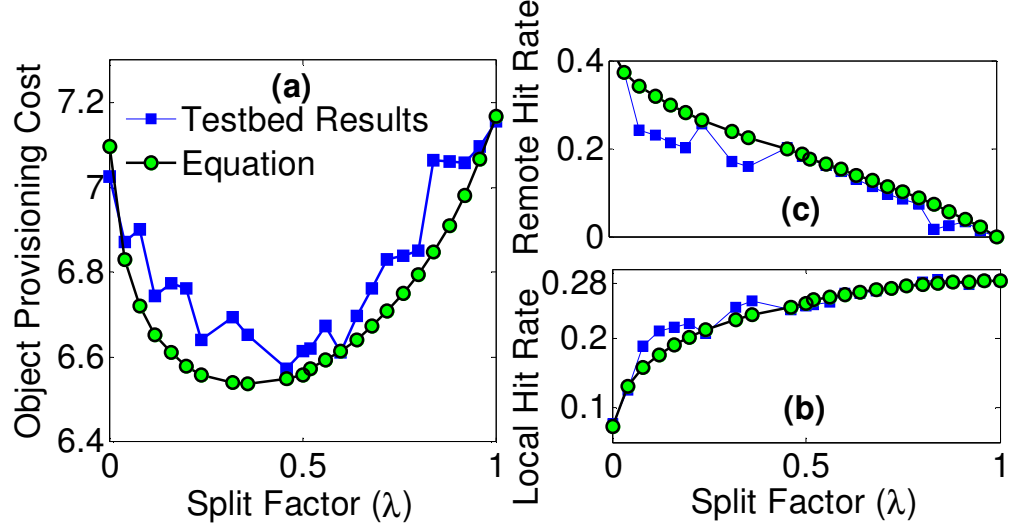 Object Provisioning Cost
7.2
7
6.8
6.6
6.4
(a)
Testbed Results
Equation
0
0.5
1
Split Factor (λ)
Remote Hit Rate
0.4
0.2
0
(c)
Local Hit Rate
0.28
0.2
0.1
(b)
0
0.5
1
Split Factor (λ)